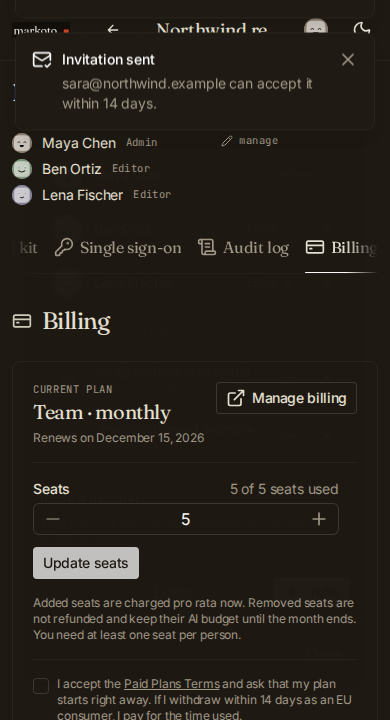 markoto
Northwind re
Invitation sent
sara@northwind.example can accept it
within 14 days.
Maya Chen Admin
manage
Ben Ortiz Editor
Lena Fischer Editor
kit
Single sign-on
Audit log
Billing
Billing
CURRENT PLAN
Manage billing
Team · monthly
Renews on December 15, 2026
Seats
5 of 5 seats used
5
Update seats
Added seats are charged pro rata now. Removed seats are
not refunded and keep their AI budget until the month ends.
You need at least one seat per person.
I accept the Paid Plans Terms and ask that my plan
starts right away. If I withdraw within 14 days as an EU
consumer, I pay for the time used.